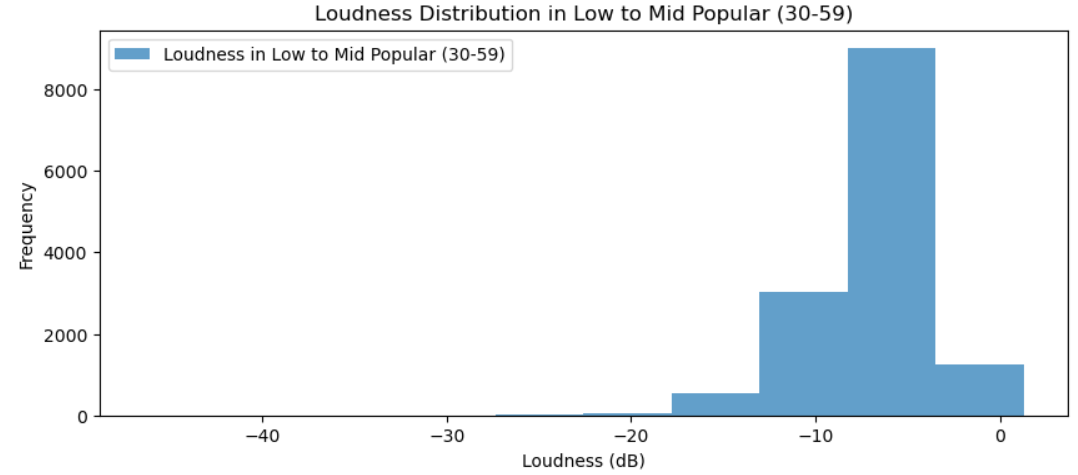 Loudness Distribution in Low to Mid Popular (30-59)
Loudness in Low to Mid Popular (30-59)
8000
6000
4000
2000
0
Frequency
−40 −30 −20 −10 0
Loudness (dB)